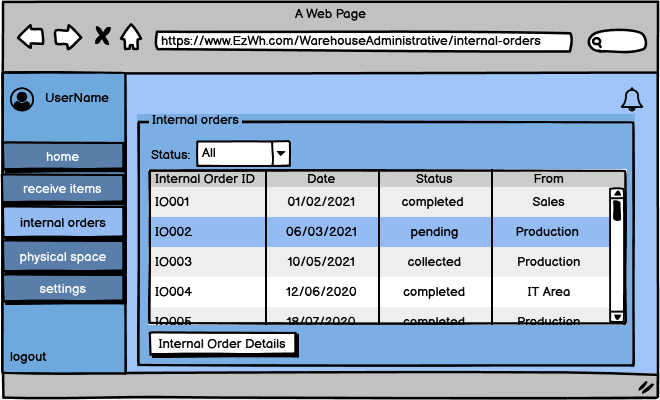 A Web Page
https://www.EzWh.com/WarehouseAdministrative/internal-orders
UserName
home
receive items
internal orders
physical space
settings
logout
Internal orders
Status: All
Internal Order ID Date Status From
IO001 01/02/2021 completed Sales
IO002 06/03/2021 pending Production
IO003 10/05/2021 collected Production
IO004 12/06/2020 completed IT Area
IO005 18/07/2020 completed Production
Internal Order Details